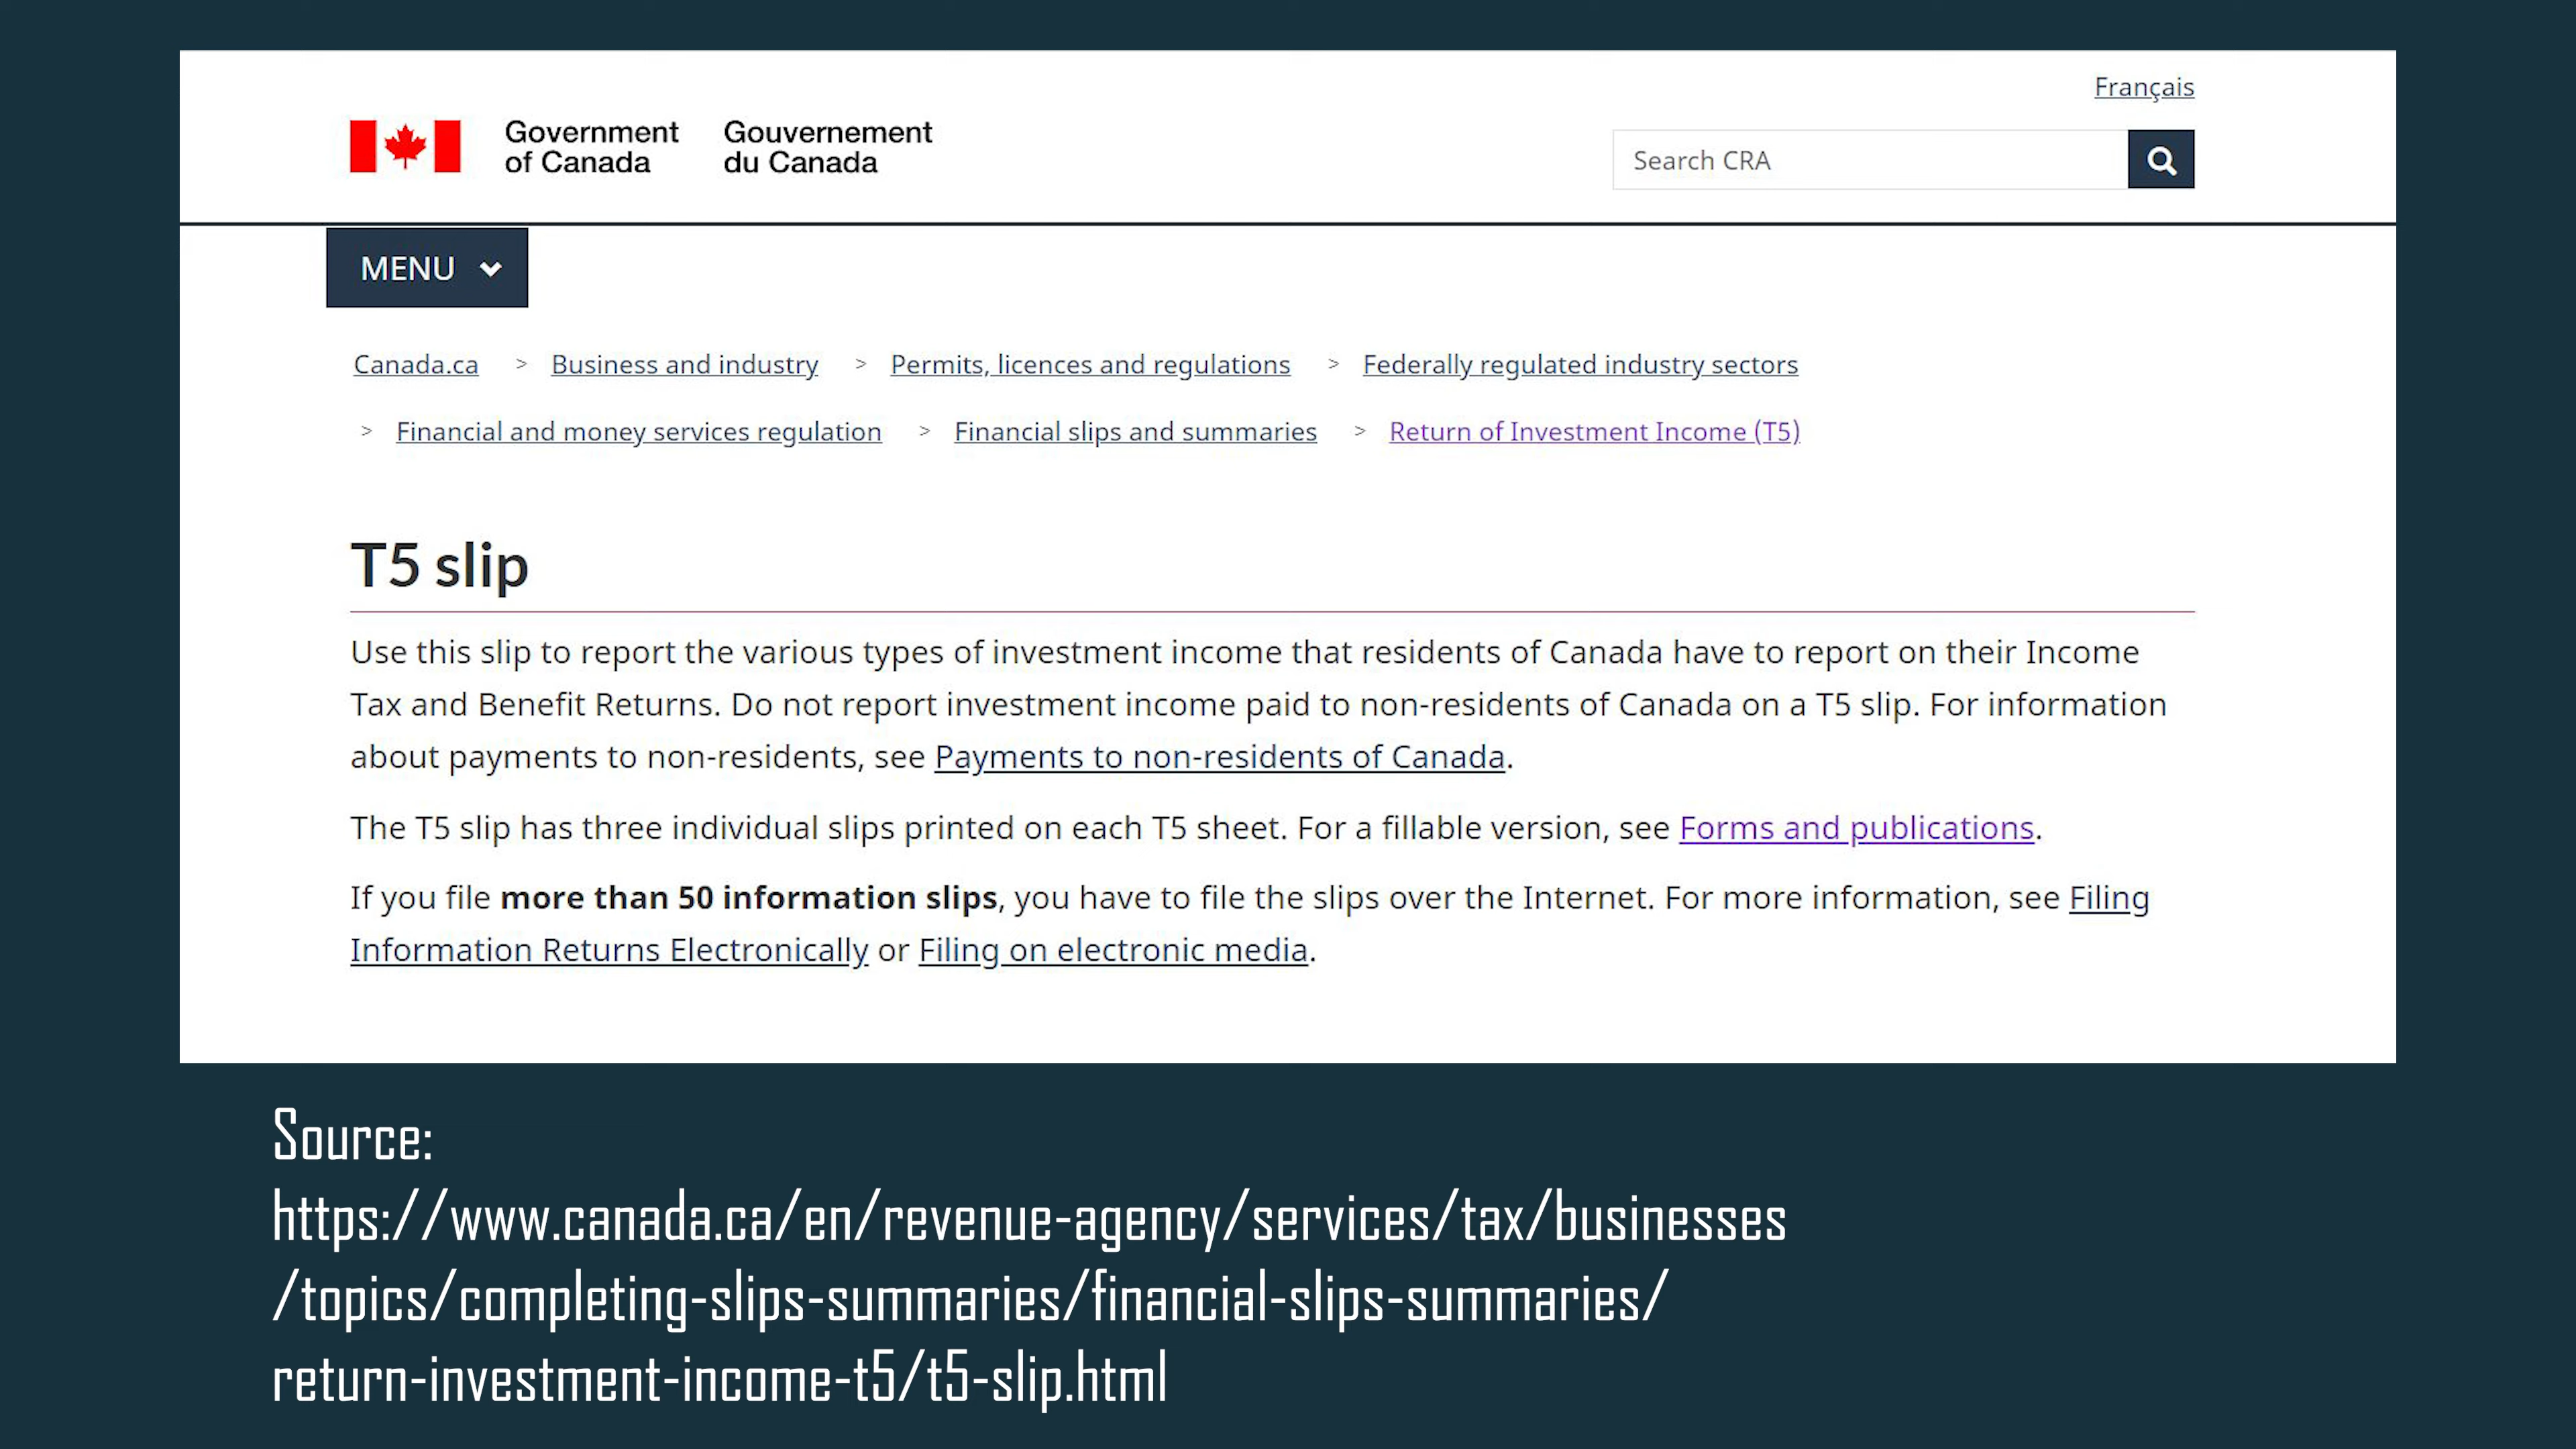 Français
Government of Canada
Gouvernement du Canada
Search CRA
MENU
Canada.ca > Business and industry > Permits, licences and regulations > Federally regulated industry sectors
> Financial and money services regulation > Financial slips and summaries > Return of Investment Income (T5)
T5 slip
Use this slip to report the various types of investment income that residents of Canada have to report on their Income
Tax and Benefit Returns. Do not report investment income paid to non-residents of Canada on a T5 slip. For information
about payments to non-residents, see Payments to non-residents of Canada.
The T5 slip has three individual slips printed on each T5 sheet. For a fillable version, see Forms and publications.
If you file more than 50 information slips, you have to file the slips over the Internet. For more information, see Filing
Information Returns Electronically or Filing on electronic media.
Source:
https://www.canada.ca/en/revenue-agency/services/tax/businesses
/topics/completing-slips-summaries/financial-slips-summaries/
return-investment-income-t5/t5-slip.html